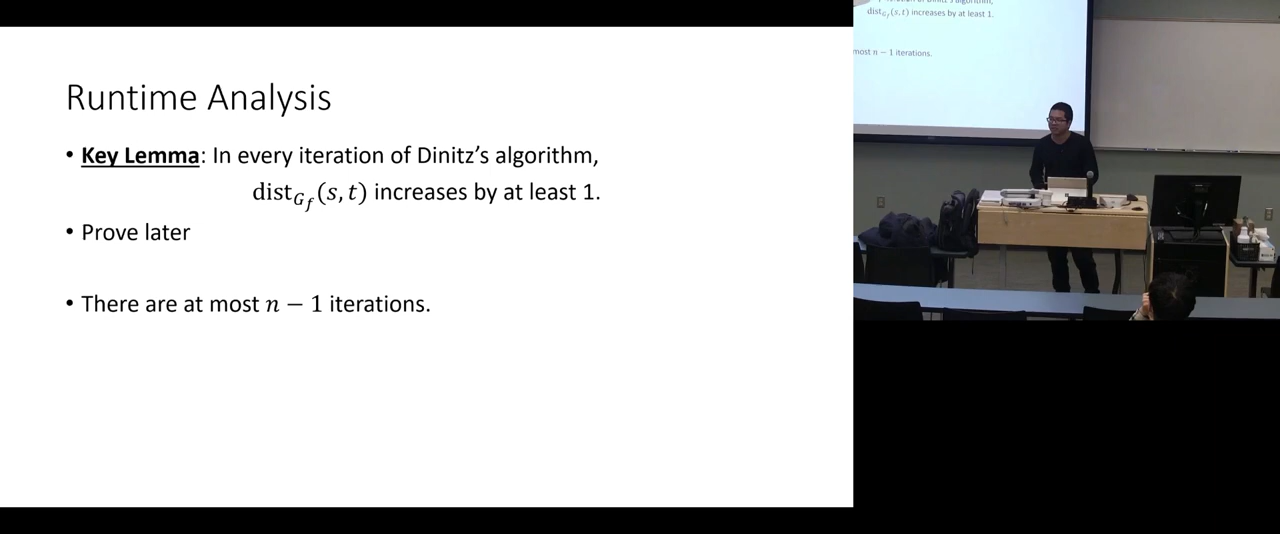 Runtime Analysis
• Key Lemma: In every iteration of Dinitz's algorithm,
dist_{G_f}(s, t) increases by at least 1.
• Prove later
• There are at most n − 1 iterations.
dist_{G_f}(s, t) increases by at least 1.
most n − 1 iterations.